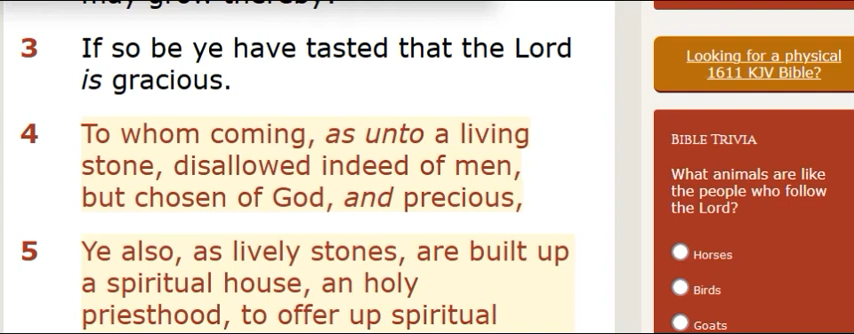 may grow thereby:
3 If so be ye have tasted that the Lord
is gracious.
4 To whom coming, as unto a living
stone, disallowed indeed of men,
but chosen of God, and precious,
5 Ye also, as lively stones, are built up
a spiritual house, an holy
priesthood, to offer up spiritual
Looking for a physical
1611 KJV Bible?
BIBLE TRIVIA
What animals are like
the people who follow
the Lord?
Horses
Birds
Goats